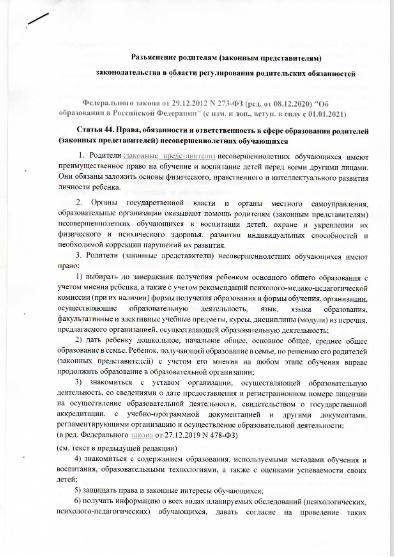 Разъяснение родителям (законным представителям)
законодательства в области регулирования родительских обязанностей
Федерального закона от 29.12.2012 N 273-ФЗ (ред. от 08.12.2020) "Об
образовании в Российской Федерации" (с изм. и доп., вступ. в силу с 01.01.2021)
Статья 44. Права, обязанности и ответственность в сфере образования родителей
(законных представителей) несовершеннолетних обучающихся
1. Родители (законные представители) несовершеннолетних обучающихся имеют
преимущественное право на обучение и воспитание детей перед всеми другими лицами.
Они обязаны заложить основы физического, нравственного и интеллектуального развития
личности ребенка.
2. Органы государственной власти и органы местного самоуправления,
образовательные организации оказывают помощь родителям (законным представителям)
несовершеннолетних обучающихся в воспитании детей, охране и укреплении их
физического и психического здоровья, развитии индивидуальных способностей и
необходимой коррекции нарушений их развития.
3. Родители (законные представители) несовершеннолетних обучающихся имеют
право:
1) выбирать до завершения получения ребенком основного общего образования с
учетом мнения ребенка, а также с учетом рекомендаций психолого-медико-педагогической
комиссии (при их наличии) формы получения образования и формы обучения, организации,
осуществляющие образовательную деятельность, язык, языки образования,
факультативные и элективные учебные предметы, курсы, дисциплины (модули) из перечня,
предлагаемого организацией, осуществляющей образовательную деятельность;
2) дать ребенку дошкольное, начальное общее, основное общее, среднее общее
образование в семье. Ребенок, получающий образование в семье, по решению его родителей
(законных представителей) с учетом его мнения на любом этапе обучения вправе
продолжить образование в образовательной организации;
3) знакомиться с уставом организации, осуществляющей образовательную
деятельность, со сведениями о дате предоставления и регистрационном номере лицензии
на осуществление образовательной деятельности, свидетельством о государственной
аккредитации, с учебно-программной документацией и другими документами,
регламентирующими организацию и осуществление образовательной деятельности;
(в ред. Федерального закона от 27.12.2019 N 478-ФЗ)
(см. текст в предыдущей редакции)
4) знакомиться с содержанием образования, используемыми методами обучения и
воспитания, образовательными технологиями, а также с оценками успеваемости своих
детей;
5) защищать права и законные интересы обучающихся;
6) получать информацию о всех видах планируемых обследований (психологических,
психолого-педагогических) обучающихся, давать согласие на проведение таких